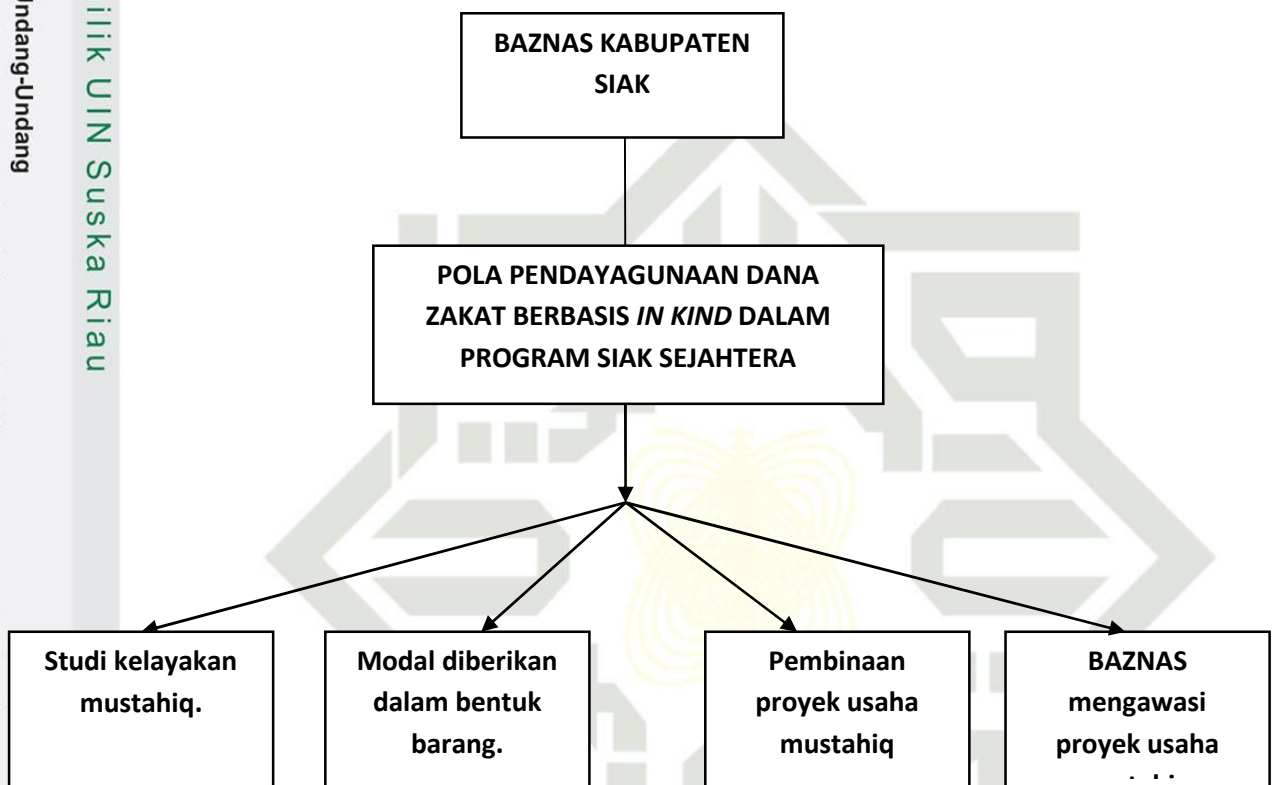 BAZNAS KABUPATEN
SIAK
POLA PENDAYAGUNAAN DANA
ZAKAT BERBASIS IN KIND DALAM
PROGRAM SIAK SEJAHTERA
Studi kelayakan
mustahiq.
Modal diberikan
dalam bentuk
barang.
Pembinaan
proyek usaha
mustahiq
BAZNAS
mengawasi
proyek usaha
UIN Suska Riau
Undang-Undang